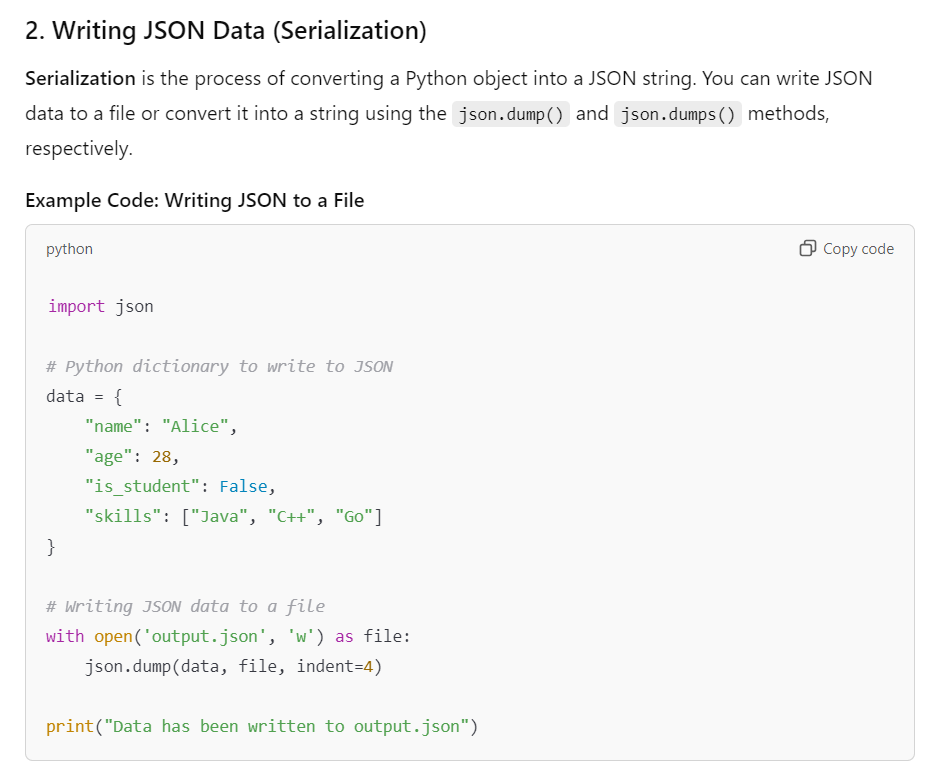 2. Writing JSON Data (Serialization)
Serialization is the process of converting a Python object into a JSON string. You can write JSON
data to a file or convert it into a string using the json.dump() and json.dumps() methods,
respectively.
Example Code: Writing JSON to a File
python Copy code
import json
# Python dictionary to write to JSON
data = {
    "name": "Alice",
    "age": 28,
    "is_student": False,
    "skills": ["Java", "C++", "Go"]
}
# Writing JSON data to a file
with open('output.json', 'w') as file:
    json.dump(data, file, indent=4)
print("Data has been written to output.json")